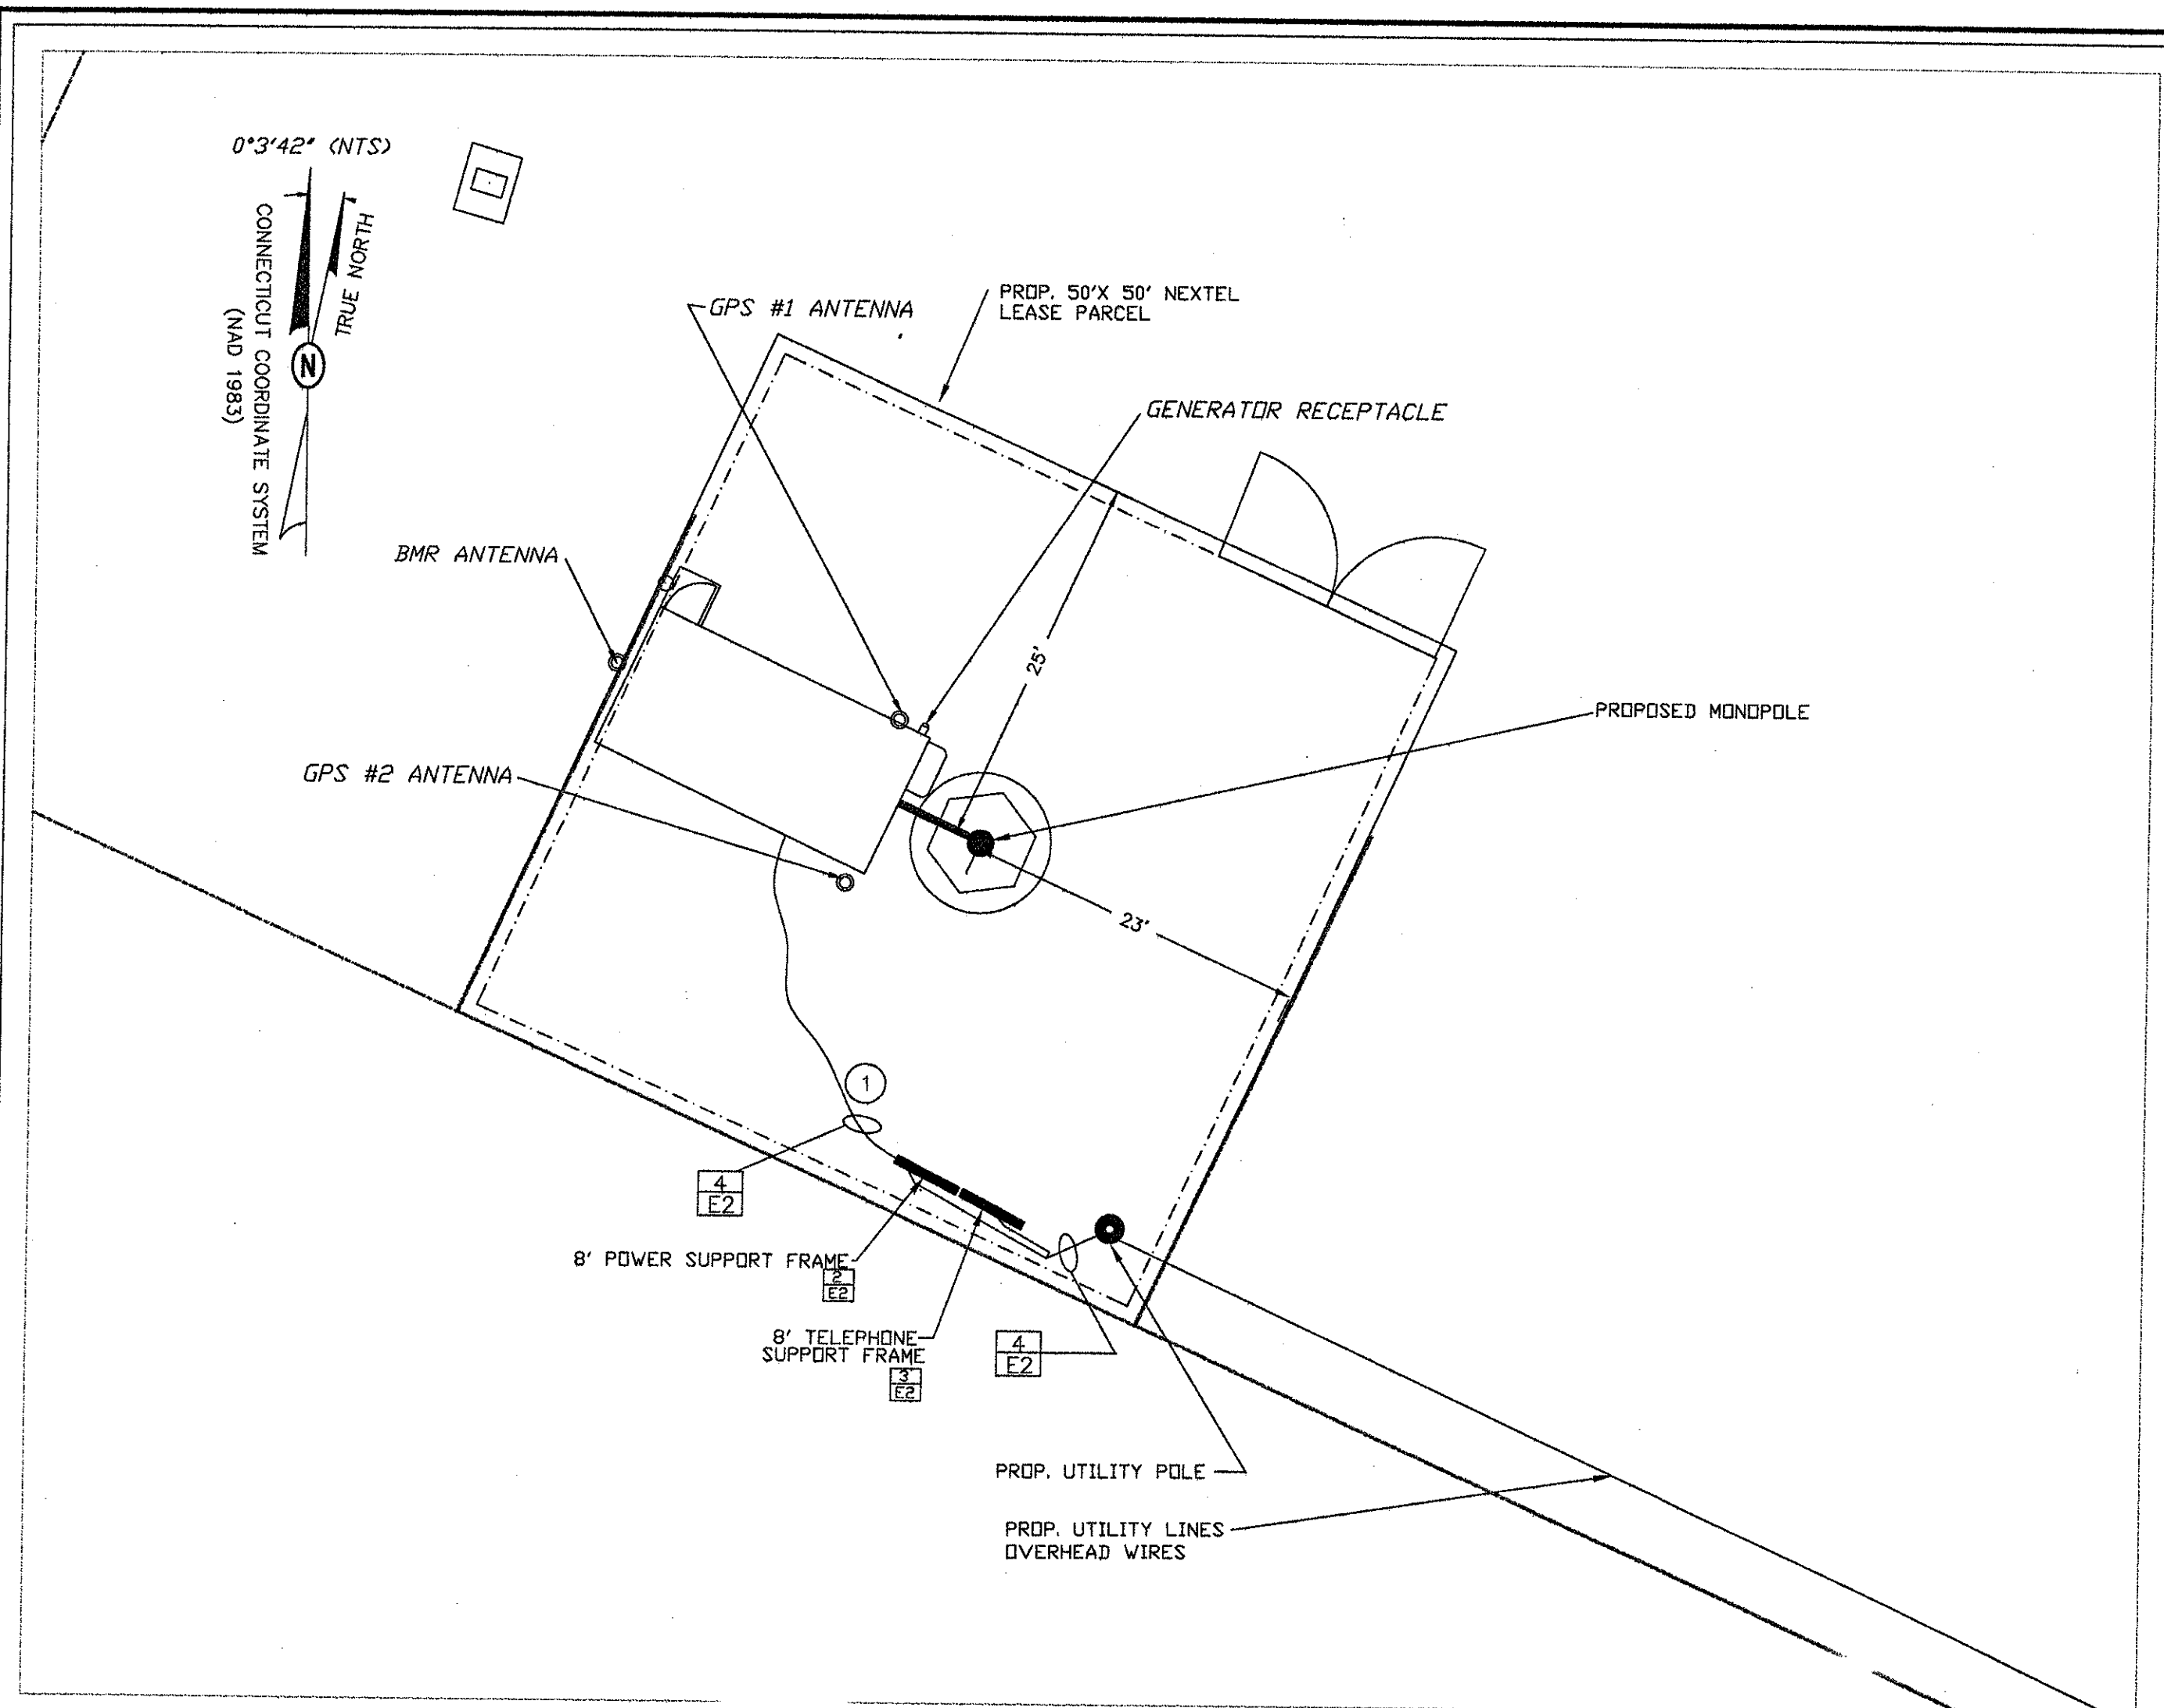 0°3'42" (NTS)
TRUE NORTH
CONNECTICUT COORDINATE SYSTEM
(NAD 1983)
N
GPS #1 ANTENNA
PROP. 50'X 50' NEXTEL
LEASE PARCEL
GENERATOR RECEPTACLE
BMR ANTENNA
25'
PROPOSED MONOPOLE
GPS #2 ANTENNA
23'
1
4
E2
8' POWER SUPPORT FRAME
2
E2
8' TELEPHONE
SUPPORT FRAME
3
E2
4
E2
PROP. UTILITY POLE
PROP. UTILITY LINES
OVERHEAD WIRES